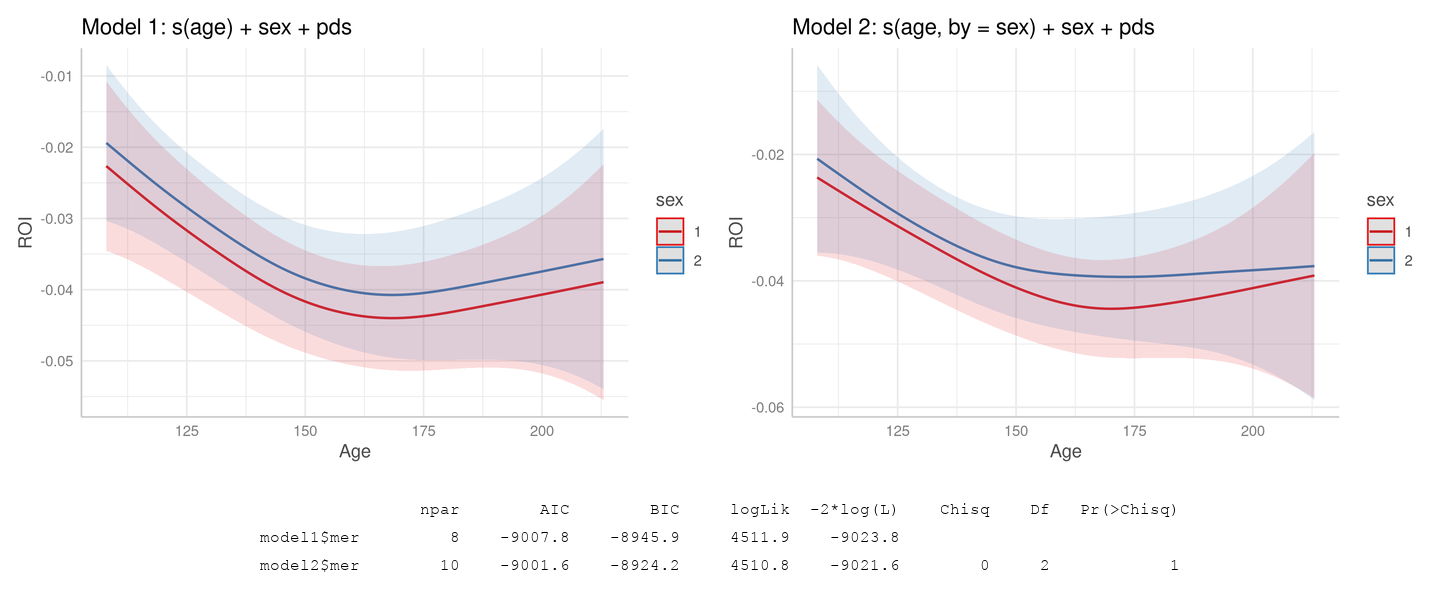 Model 1: s(age) + sex + pds
-0.01
-0.02
-0.03
-0.04
-0.05
ROI
125 150 175 200
Age
sex
1
2
Model 2: s(age, by = sex) + sex + pds
-0.02
-0.04
-0.06
ROI
125 150 175 200
Age
sex
1
2
npar AIC BIC logLik -2*log(L) Chisq Df Pr(>Chisq)
model1$mer 8 -9007.8 -8945.9 4511.9 -9023.8
model2$mer 10 -9001.6 -8924.2 4510.8 -9021.6 0 2 1